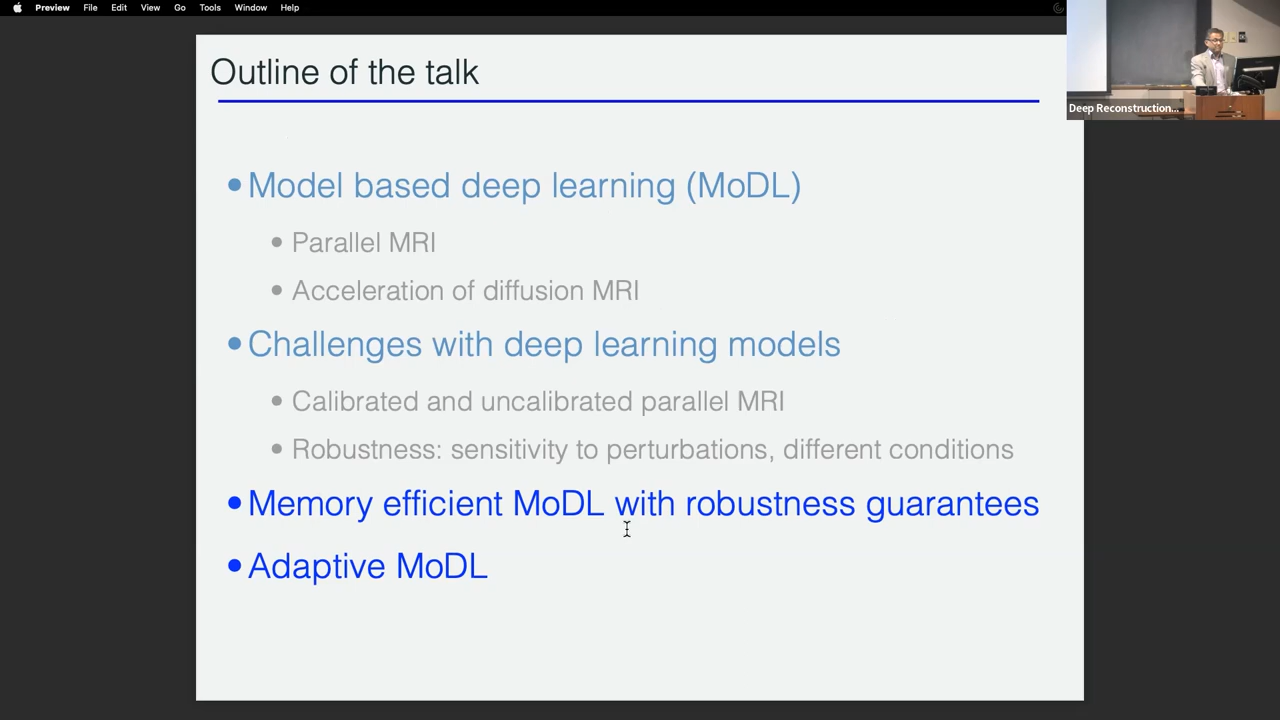 Preview File Edit View Go Tools Window Help
Outline of the talk
• Model based deep learning (MoDL)
• Parallel MRI
• Acceleration of diffusion MRI
• Challenges with deep learning models
• Calibrated and uncalibrated parallel MRI
• Robustness: sensitivity to perturbations, different conditions
• Memory efficient MoDL with robustness guarantees
• Adaptive MoDL
Deep Reconstruction...